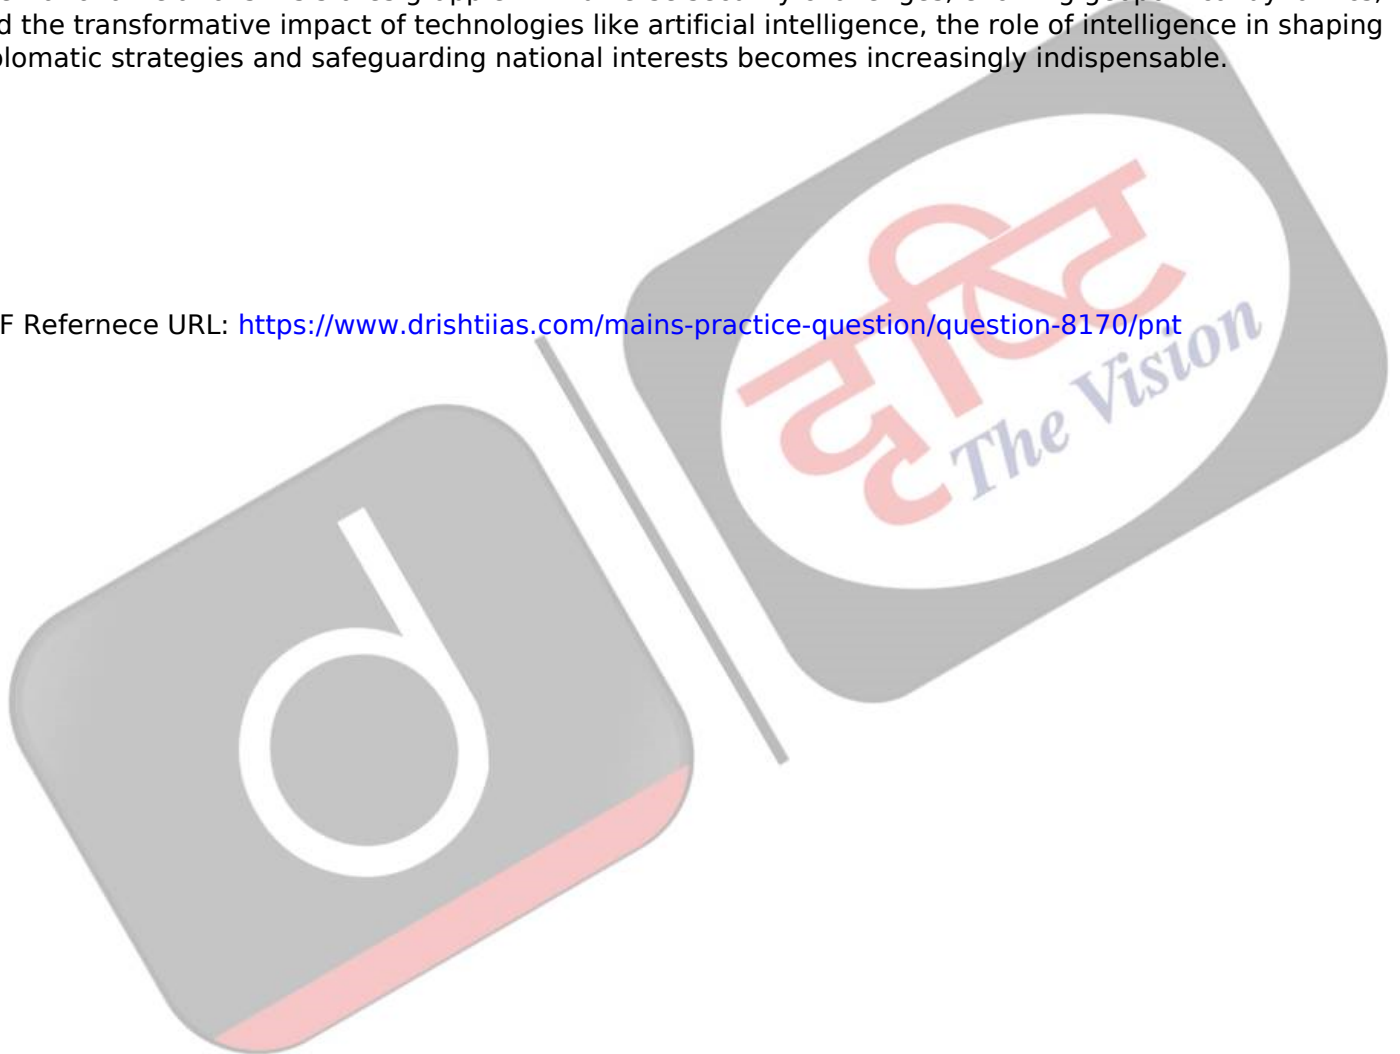 the transformative impact of technologies like artificial intelligence, the role of intelligence in shaping
strategies and safeguarding national interests becomes increasingly indispensable.
F Refernece URL: https://www.drishtiias.com/mains-practice-question/question-8170/pnt
दृष्टि
The Vision
d